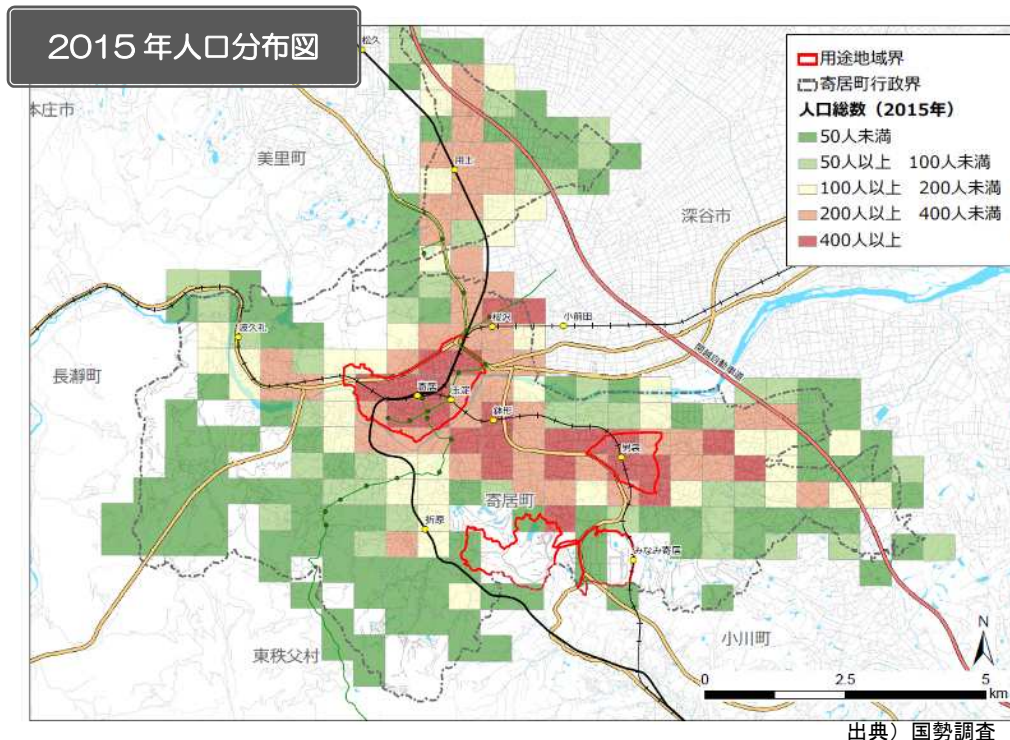 2015年人口分布図
用途地域界
寄居町行政界
人口総数（2015年）
50人未満
50人以上　100人未満
100人以上　200人未満
200人以上　400人未満
400人以上
松久
本庄市
美里町
用土
深谷市
桜沢
小前田
波久礼
関越自動車道
長瀞町
寄居
玉淀
鉢形
男衾
寄居町
折原
みなみ寄居
小川町
東秩父村
N
0
2.5
5
km
出典）国勢調査